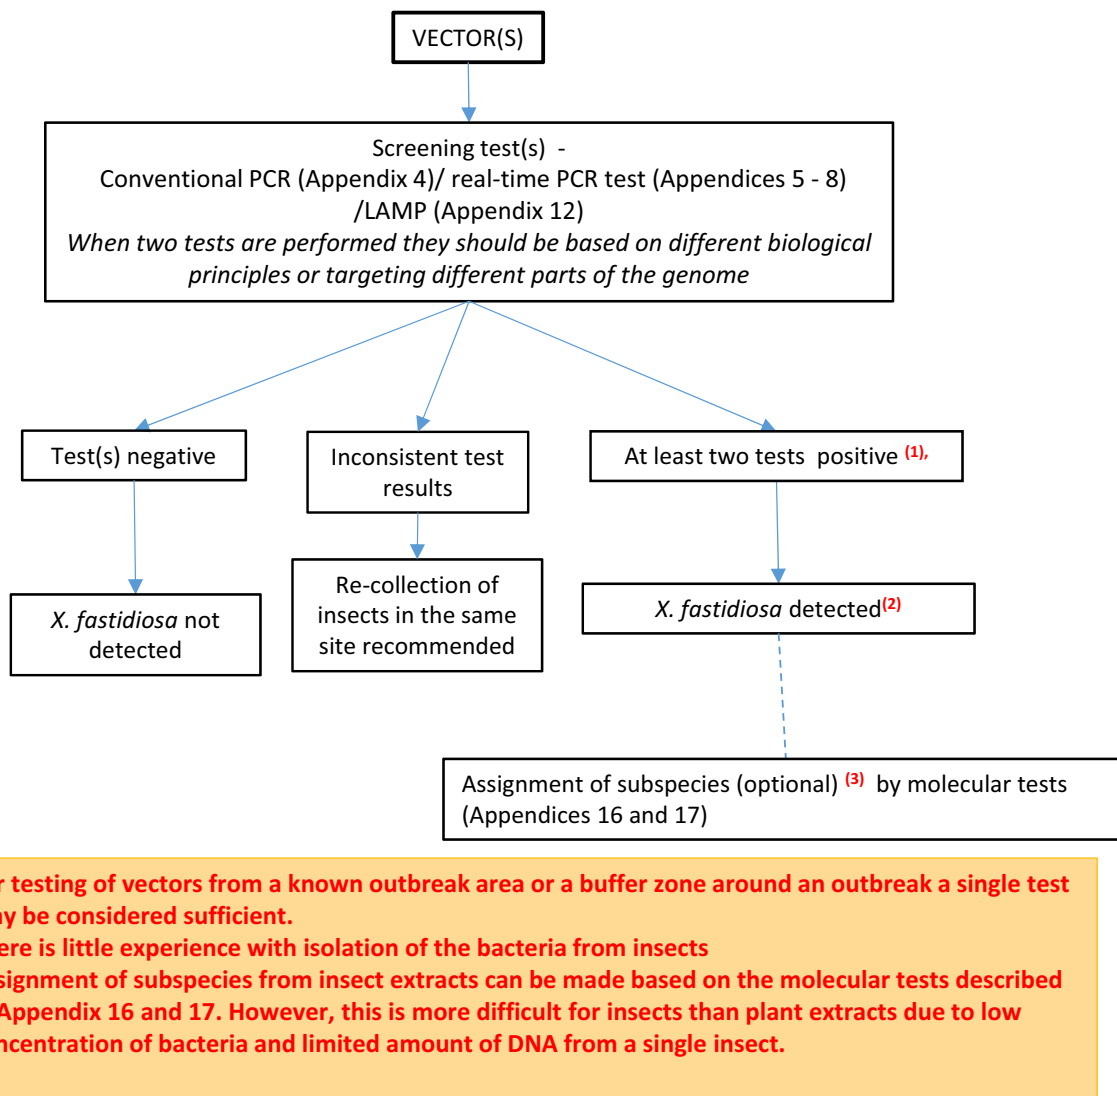 VECTOR(S)
Screening test(s)  -
Conventional PCR (Appendix 4)/ real-time PCR test (Appendices 5 - 8)
/LAMP (Appendix 12)
When two tests are performed they should be based on different biological
principles or targeting different parts of the genome
Test(s) negative
Inconsistent test
results
At least two tests  positive (1),
X. fastidiosa not
detected
Re-collection of
insects in the same
site recommended
X. fastidiosa detected(2)
Assignment of subspecies (optional) (3)  by molecular tests
(Appendices 16 and 17)
testing of vectors from a known outbreak area or a buffer zone around an outbreak a single test
be considered sufficient.
is little experience with isolation of the bacteria from insects
of subspecies from insect extracts can be made based on the molecular tests described
Appendix 16 and 17. However, this is more difficult for insects than plant extracts due to low
of bacteria and limited amount of DNA from a single insect.